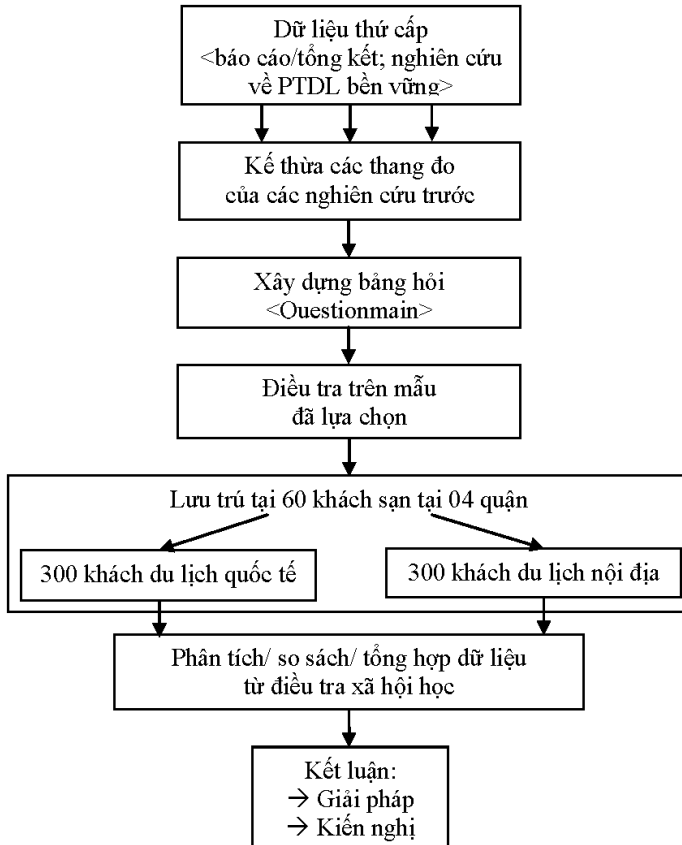 Dữ liệu thứ cấp
<báo cáo/tổng kết; nghiên cứu
về PTDL bền vững>
Kế thừa các thang đo
của các nghiên cứu trước
Xây dựng bảng hỏi
<Ouestionmain>
Điều tra trên mẫu
đã lựa chọn
Lưu trú tại 60 khách sạn tại 04 quận
300 khách du lịch quốc tế
300 khách du lịch nội địa
Phân tích/ so sách/ tổng hợp dữ liệu
từ điều tra xã hội học
Kết luận:
→ Giải pháp
→ Kiến nghị